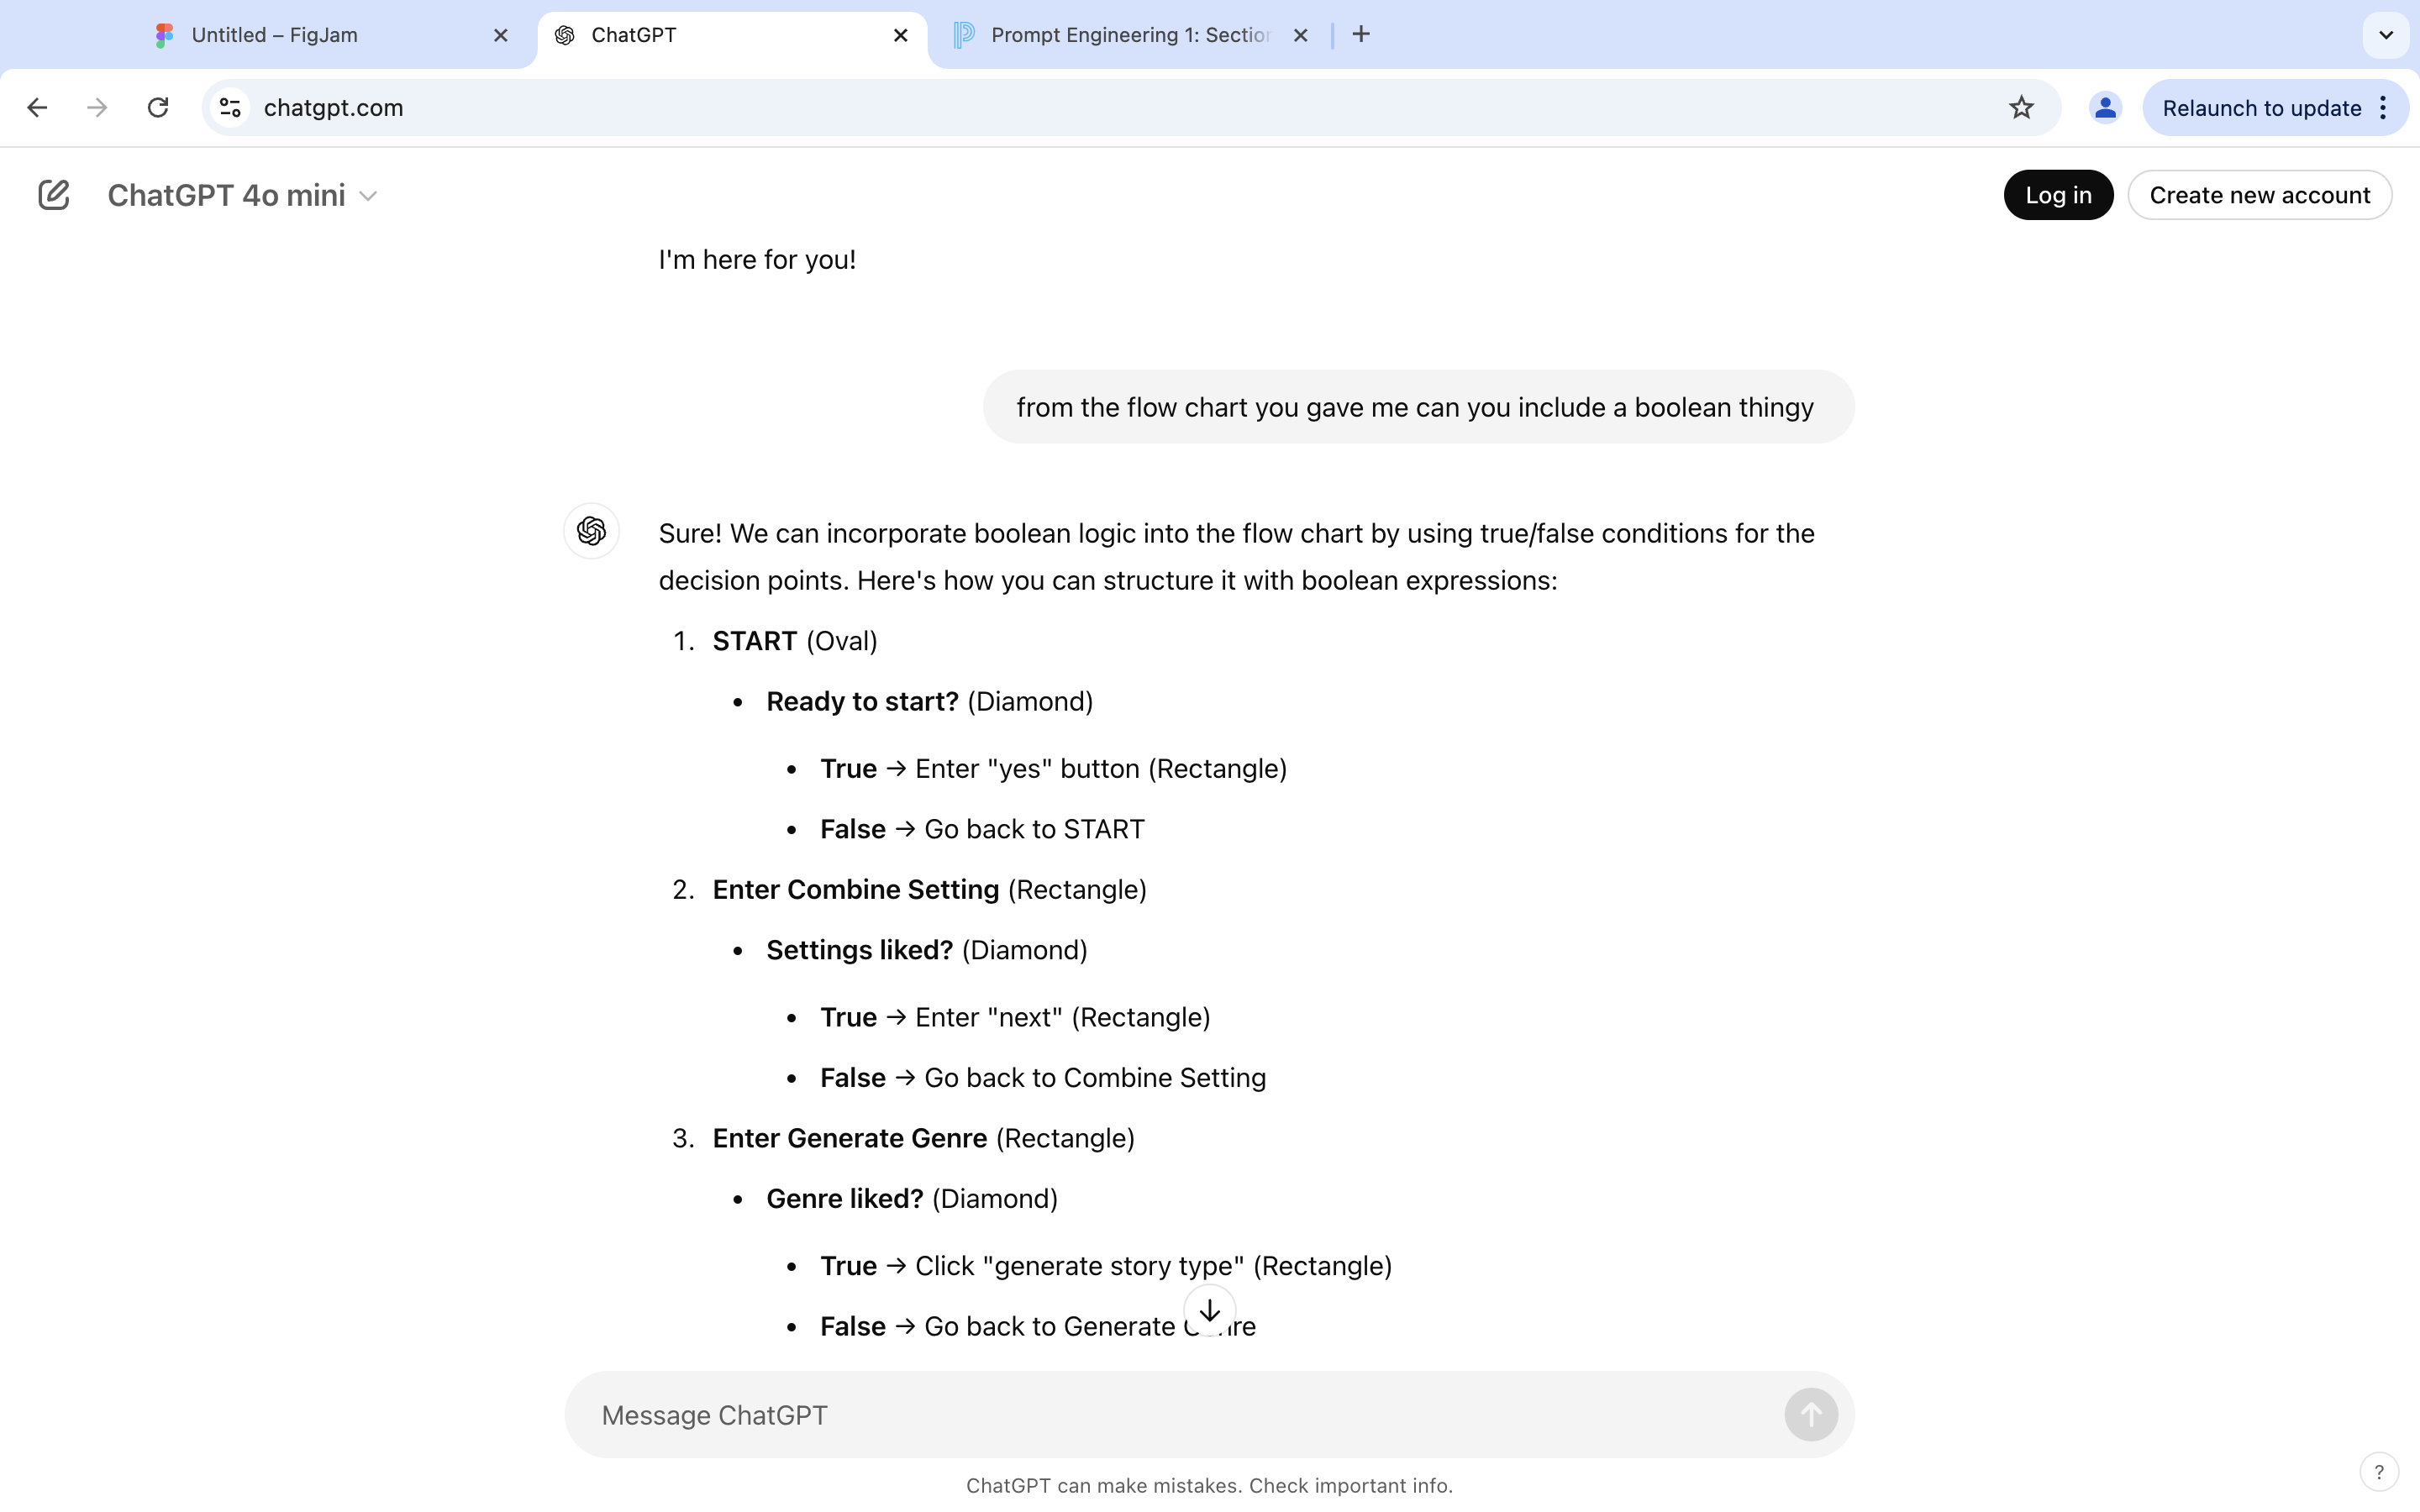 Untitled – FigJam
ChatGPT
Prompt Engineering 1: Section
chatgpt.com
Relaunch to update
ChatGPT 4o mini
Log in
Create new account
I'm here for you!
from the flow chart you gave me can you include a boolean thingy
Sure! We can incorporate boolean logic into the flow chart by using true/false conditions for the
decision points. Here's how you can structure it with boolean expressions:
1. START (Oval)
• Ready to start? (Diamond)
• True → Enter "yes" button (Rectangle)
• False → Go back to START
2. Enter Combine Setting (Rectangle)
• Settings liked? (Diamond)
• True → Enter "next" (Rectangle)
• False → Go back to Combine Setting
3. Enter Generate Genre (Rectangle)
• Genre liked? (Diamond)
• True → Click "generate story type" (Rectangle)
• False → Go back to Generate Genre
Message ChatGPT
ChatGPT can make mistakes. Check important info.
?